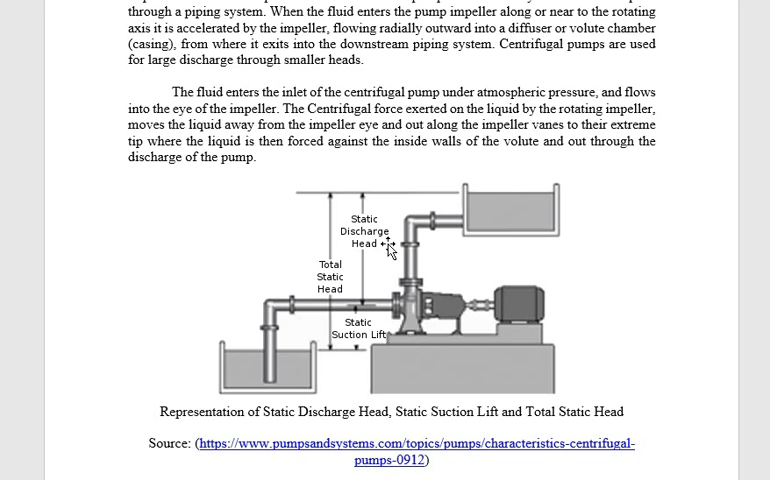 through a piping system. When the fluid enters the pump impeller along or near to the rotating
axis it is accelerated by the impeller, flowing radially outward into a diffuser or volute chamber
(casing), from where it exits into the downstream piping system. Centrifugal pumps are used
for large discharge through smaller heads.
The fluid enters the inlet of the centrifugal pump under atmospheric pressure, and flows
into the eye of the impeller. The Centrifugal force exerted on the liquid by the rotating impeller,
moves the liquid away from the impeller eye and out along the impeller vanes to their extreme
tip where the liquid is then forced against the inside walls of the volute and out through the
discharge of the pump.
Static
Discharge
Head
Total
Static
Head
Static
Suction Lift
Representation of Static Discharge Head, Static Suction Lift and Total Static Head
Source: (https://www.pumpsandsystems.com/topics/pumps/characteristics-centrifugal-
pumps-0912)